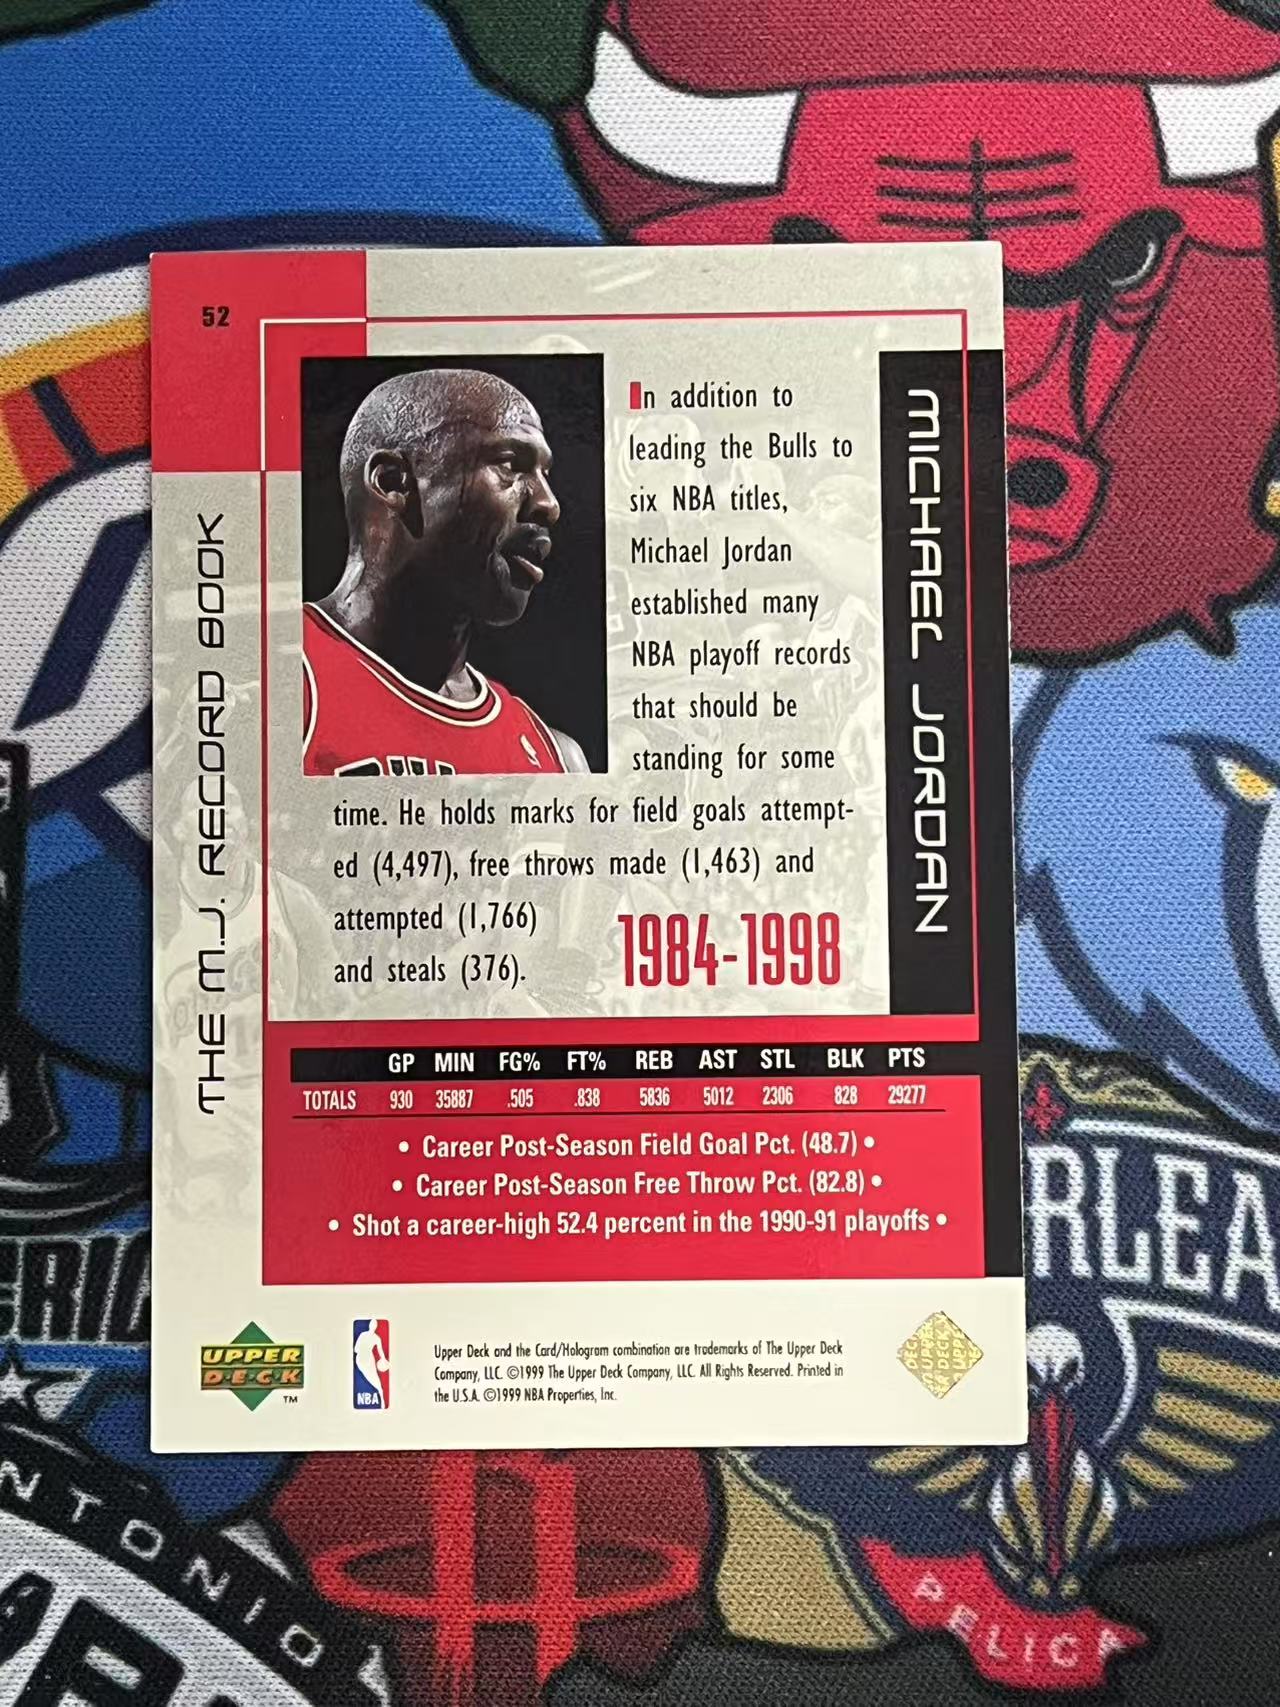 52
In addition to
leading the Bulls to
six NBA titles,
Michael Jordan
established many
NBA playoff records
that should be
standing for some
time. He holds marks for field goals attempt-
ed (4,497), free throws made (1,463) and
attempted (1,766)
and steals (376).
1984-1998
MICHAEL JORDAN
THE M.J. RECORD BOOK
GP MIN FG% FT% REB AST STL BLK PTS
TOTALS 930 35887 .505 .838 5836 5012 2306 828 29277
• Career Post-Season Field Goal Pct. (48.7) •
• Career Post-Season Free Throw Pct. (82.8) •
• Shot a career-high 52.4 percent in the 1990-91 playoffs •
UPPER
D·E·C·K
TM
NBA
Upper Deck and the Card/Hologram combination are trademarks of The Upper Deck
Company, LLC. ©1999 The Upper Deck Company, LLC. All Rights Reserved. Printed in
the U.S.A. ©1999 NBA Properties, Inc.
RLEA
NTONIO
PELICA